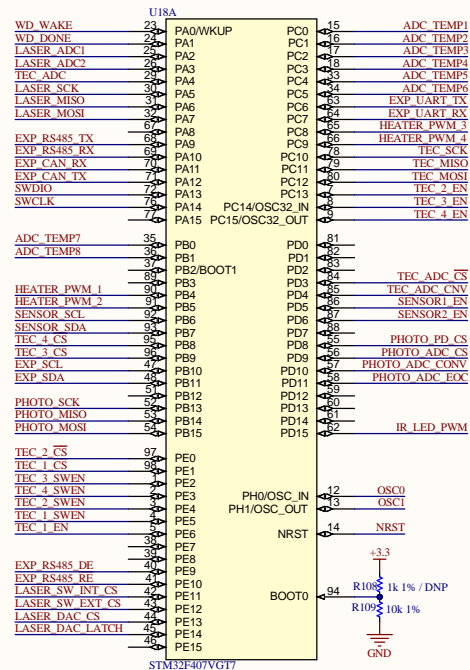 U18A
WD_WAKE 23 PA0/WKUP PC0 15 ADC_TEMP1
WD_DONE 24 PA1 PC1 16 ADC_TEMP2
LASER_ADC1 25 PA2 PC2 17 ADC_TEMP3
LASER_ADC2 26 PA3 PC3 18 ADC_TEMP4
TEC_ADC 29 PA4 PC4 33 ADC_TEMP5
LASER_SCK 30 PA5 PC5 34 ADC_TEMP6
LASER_MISO 31 PA6 PC6 63 EXP_UART_TX
LASER_MOSI 32 PA7 PC7 64 EXP_UART_RX
67 PA8 PC8 65 HEATER_PWM_3
EXP_RS485_TX 68 PA9 PC9 66 HEATER_PWM_4
EXP_RS485_RX 69 PA10 PC10 78 TEC_SCK
EXP_CAN_RX 70 PA11 PC11 79 TEC_MISO
EXP_CAN_TX 71 PA12 PC12 80 TEC_MOSI
SWDIO 72 PA13 PC13 7 TEC_2_EN
SWCLK 76 PA14 PC14/OSC32_IN 8 TEC_3_EN
77 PA15 PC15/OSC32_OUT 9 TEC_4_EN
ADC_TEMP7 35 PB0 PD0 81
ADC_TEMP8 36 PB1 PD1 82
37 PB2/BOOT1 PD2 83
89 PB3 PD3 84 TEC_ADC_CS
HEATER_PWM_1 90 PB4 PD4 85 TEC_ADC_CNV
HEATER_PWM_2 91 PB5 PD5 86 SENSOR1_EN
SENSOR_SCL 92 PB6 PD6 87 SENSOR2_EN
SENSOR_SDA 93 PB7 PD7 88
TEC_4_CS 95 PB8 PD8 55 PHOTO_PD_CS
TEC_3_CS 96 PB9 PD9 56 PHOTO_ADC_CS
EXP_SCL 47 PB10 PD10 57 PHOTO_ADC_CONV
EXP_SDA 48 PB11 PD11 58 PHOTO_ADC_EOC
51 PB12 PD12 59
PHOTO_SCK 52 PB13 PD13 60
PHOTO_MISO 53 PB14 PD14 61
PHOTO_MOSI 54 PB15 PD15 62 IR_LED_PWM
TEC_2_CS 97 PE0
TEC_1_CS 98 PE1
TEC_3_SWEN 1 PE2
TEC_4_SWEN 2 PE3 PH0/OSC_IN 12 OSC0
TEC_2_SWEN 3 PE4 PH1/OSC_OUT 13 OSC1
TEC_1_SWEN 4 PE5
TEC_1_EN 5 PE6 NRST 14 NRST
38 PE7
39 PE8 +3.3
EXP_RS485_DE 40 PE9
EXP_RS485_RE 41 PE10 R108 1k 1% / DNP
LASER_SW_INT_CS 42 PE11 BOOT0 94
LASER_SW_EXT_CS 43 PE12 R109 10k 1%
LASER_DAC_CS 44 PE13
LASER_DAC_LATCH 45 PE14
46 PE15 GND
STM32F407VGT7